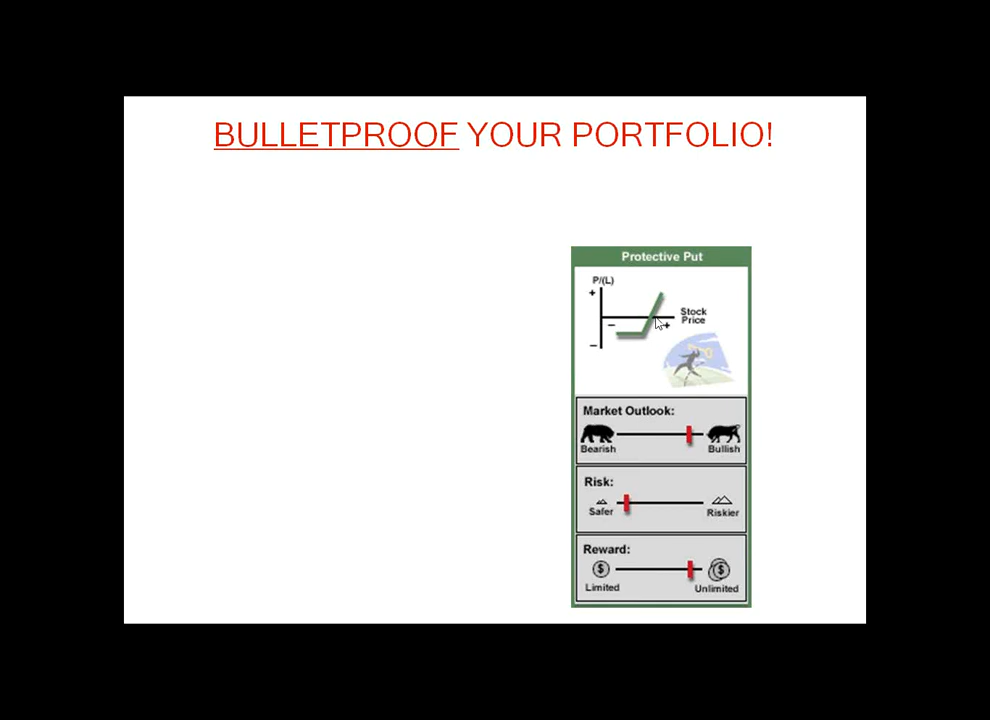 BULLETPROOF YOUR PORTFOLIO!
Protective Put
P/(L)
+
Stock
Price
−
+
−
Market Outlook:
Bearish
Bullish
Risk:
Safer
Riskier
Reward:
$
$
Limited
Unlimited